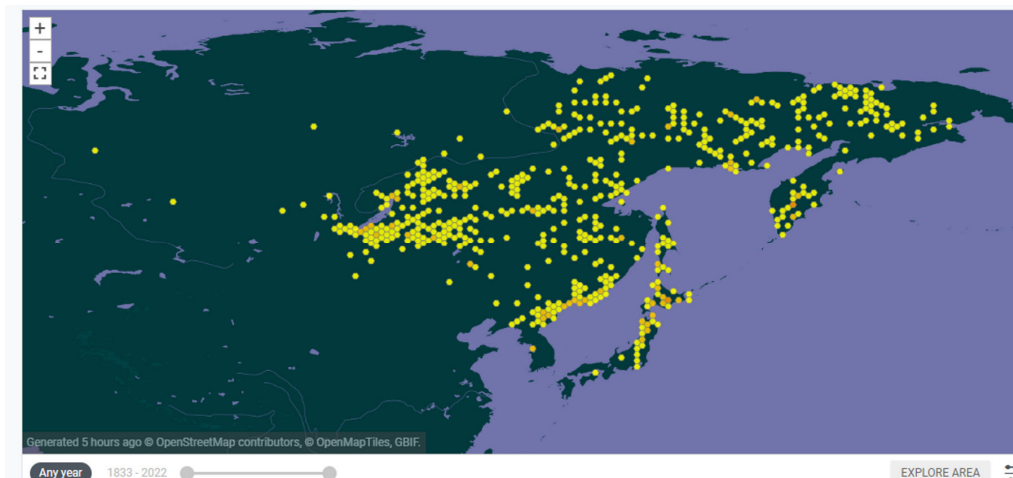 +
-
Generated 5 hours ago © OpenStreetMap contributors, © OpenMapTiles, GBIF.
Any year 1833 - 2022 EXPLORE AREA